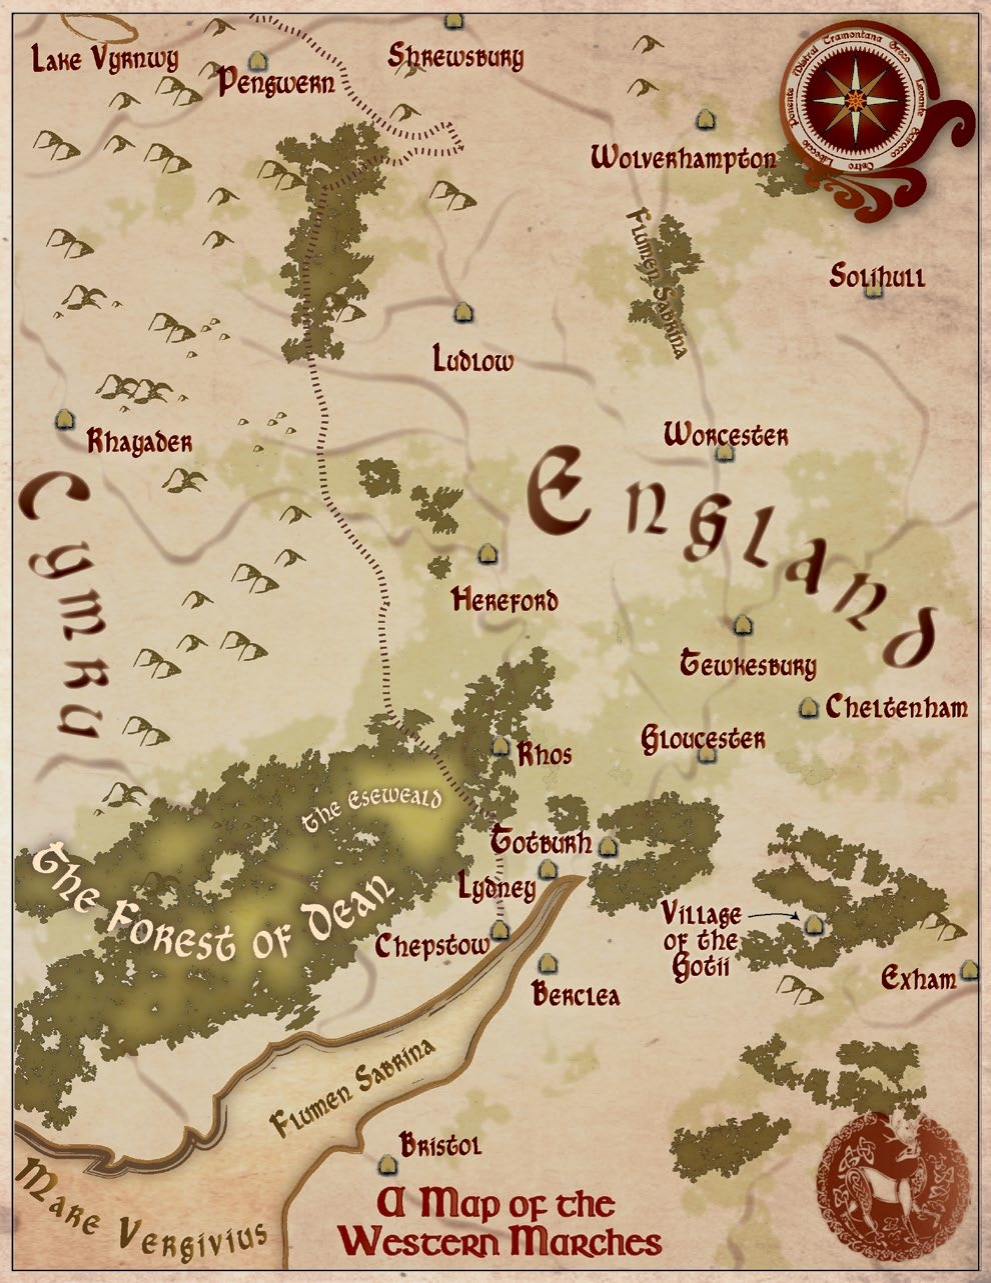 Lake Vyrnwy
Pengwern
Shrewsbury
Wolverhampton
Tramontana
Greco
Levante
Scirocco
Ostro
Libeccio
Ponente
Mistral
Flumen Sabrina
Solihull
Ludlow
Rhayader
Worcester
England
Cymru
Hereford
Tewkesbury
Cheltenham
Gloucester
Rhos
The Eseweald
Totburh
The Forest of Dean
Lydney
Village
of the
Gotii
Chepstow
Exham
Berclea
Flumen Sabrina
Bristol
Mare Vergivius
A Map of the
Western Marches